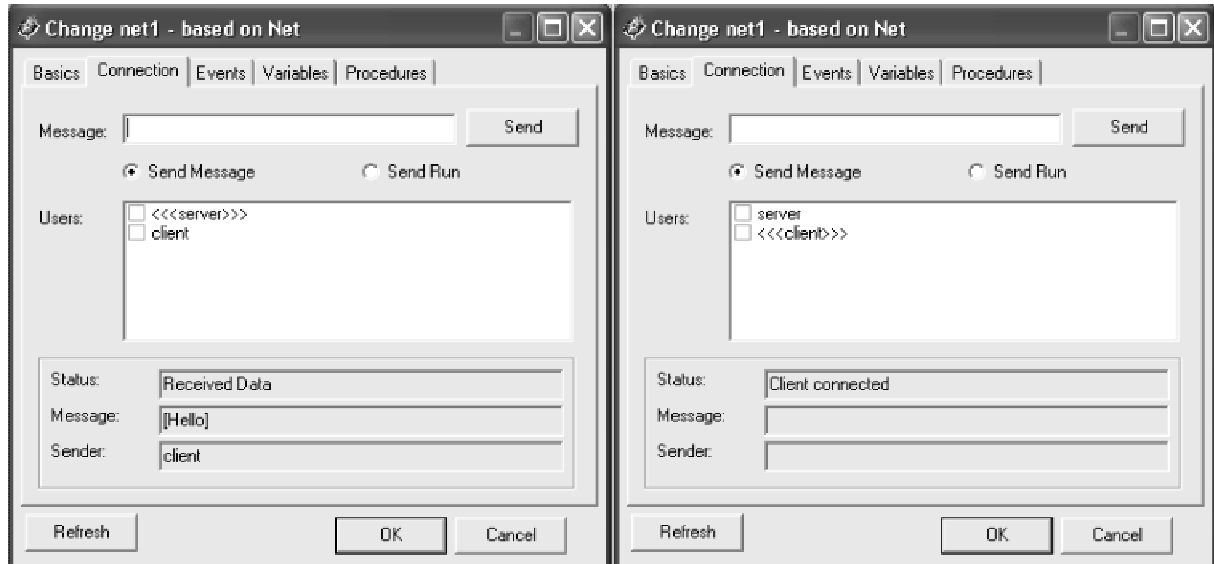 Change net1 - based on Net
Basics Connection Events Variables Procedures
Message: Send
Send Message Send Run
Users: <<<server>>>
client
Status: Received Data
Message: [Hello]
Sender: client
Refresh OK Cancel
Change net1 - based on Net
Basics Connection Events Variables Procedures
Message: Send
Send Message Send Run
Users: server
<<<client>>>
Status: Client connected
Message:
Sender:
Refresh OK Cancel